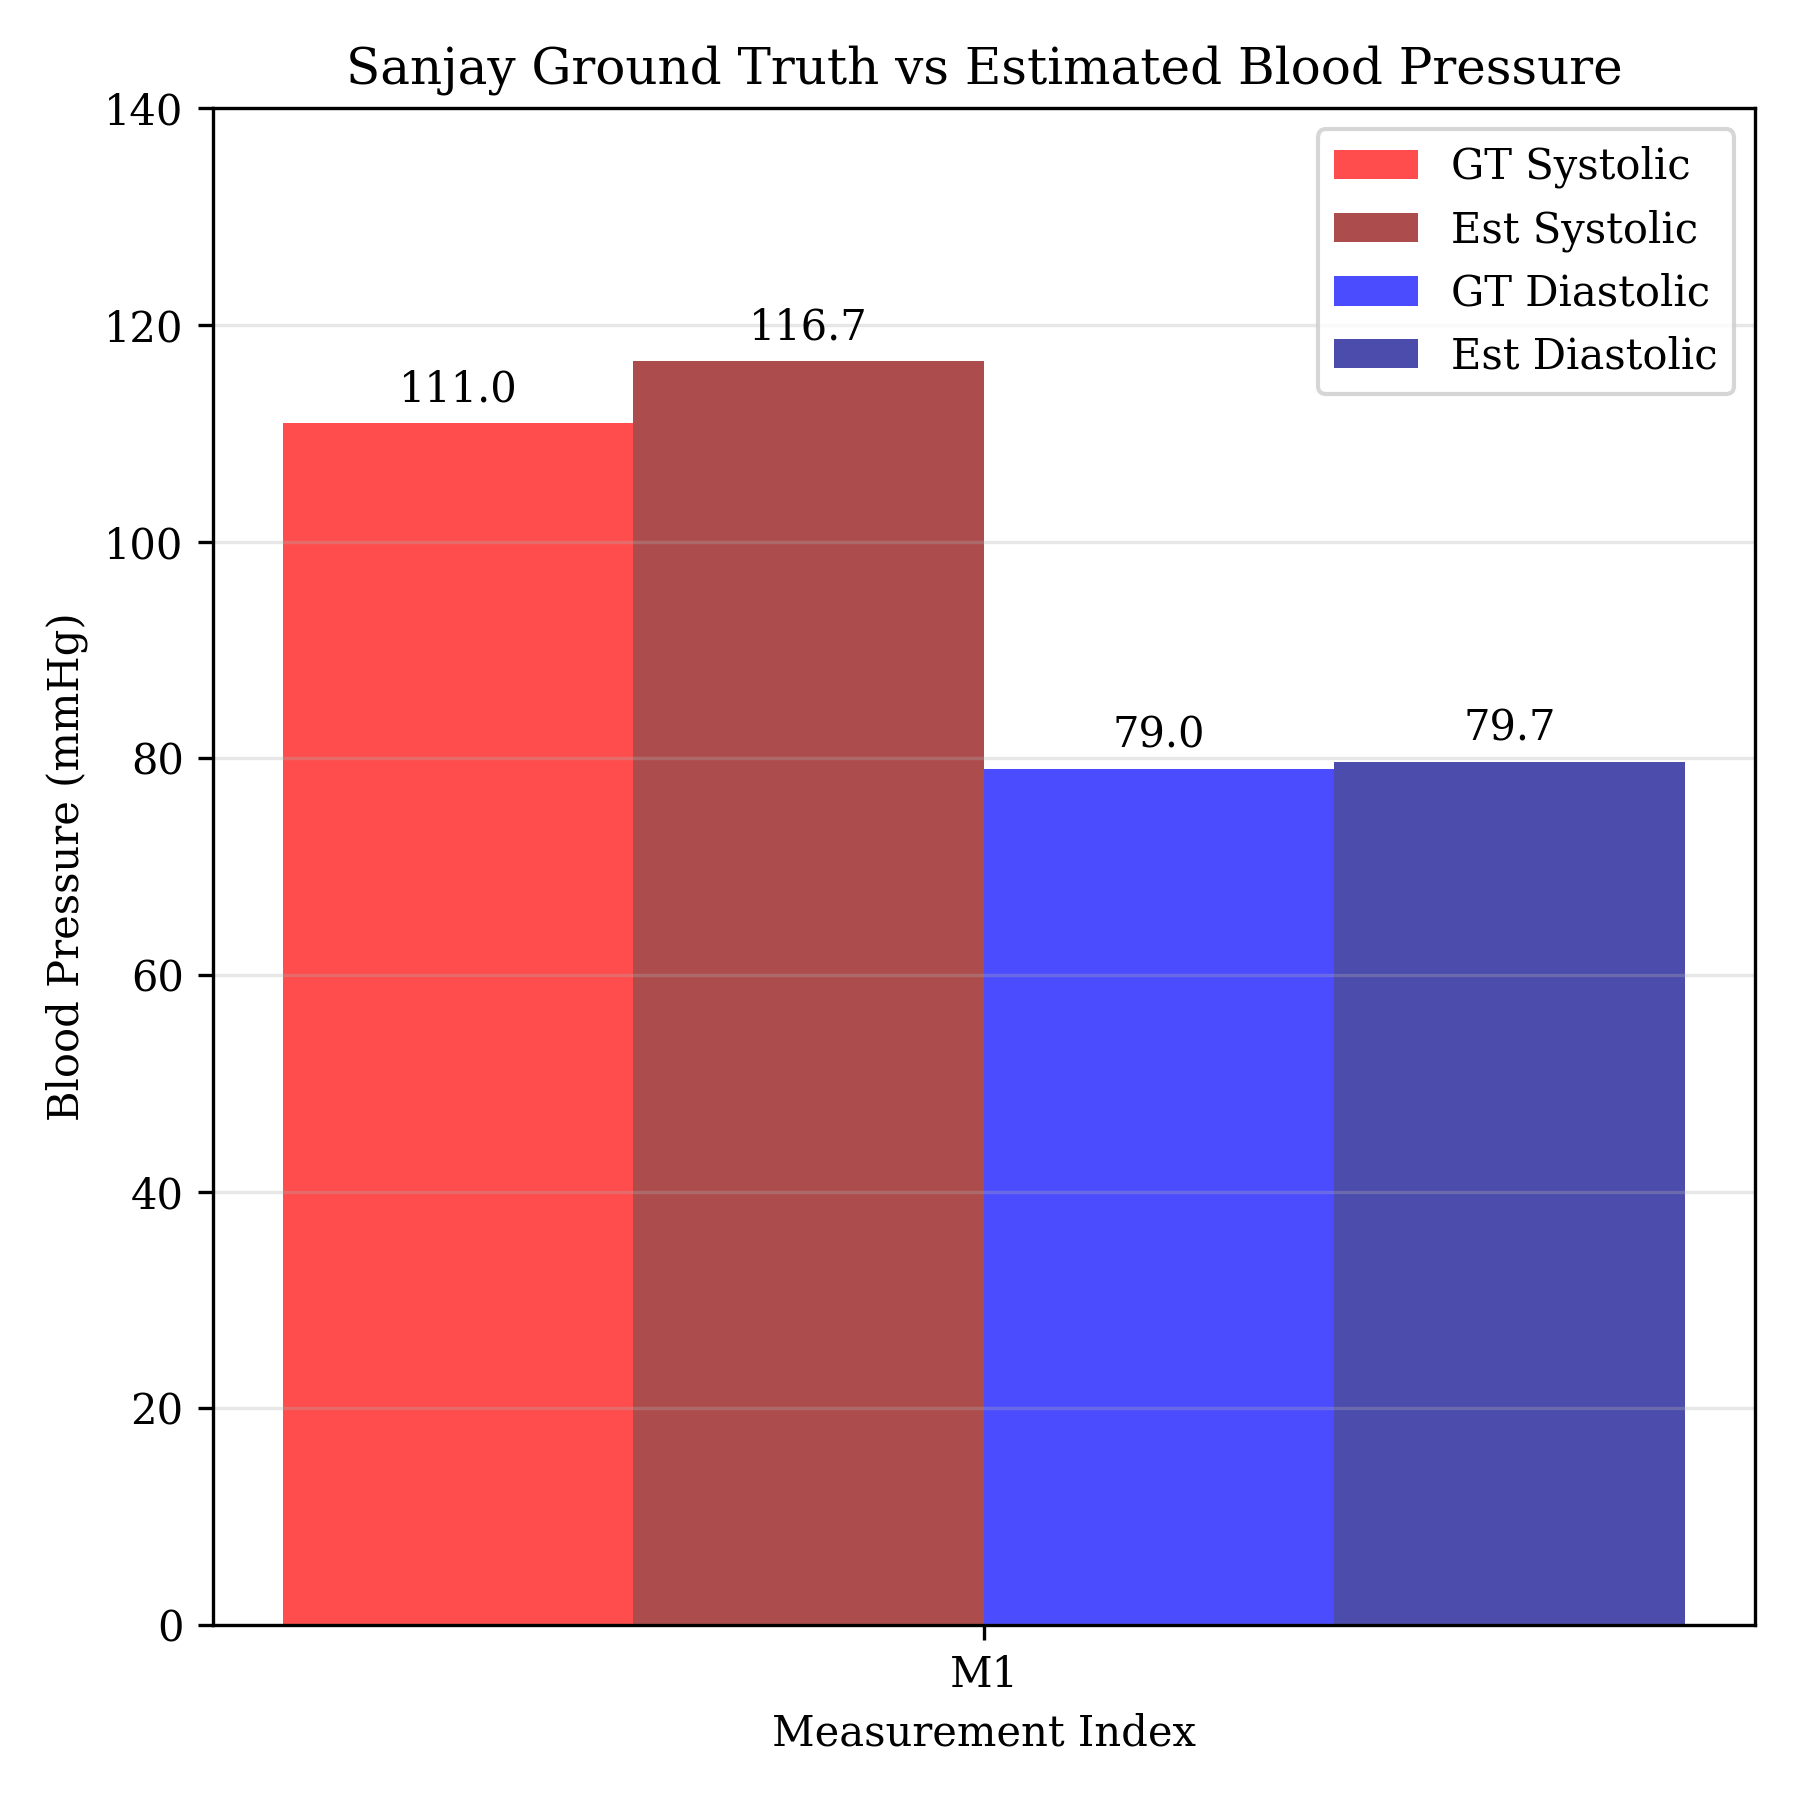 Sanjay Ground Truth vs Estimated Blood Pressure
140
120
100
80
60
40
20
0
Blood Pressure (mmHg)
GT Systolic
Est Systolic
GT Diastolic
Est Diastolic
111.0
116.7
79.0
79.7
M1
Measurement Index